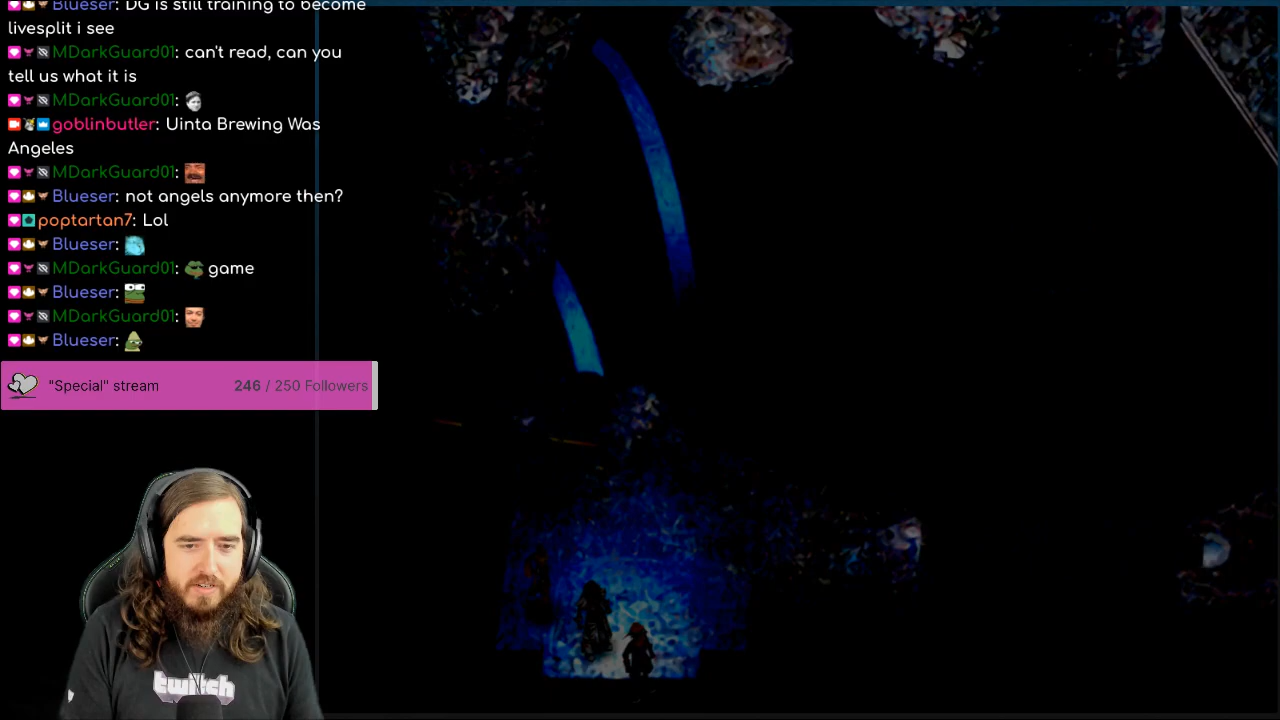 Blueser: DG is still training to become
livesplit i see
MDarkGuard01: can't read, can you
tell us what it is
MDarkGuard01:
goblinbutler: Uinta Brewing Was
Angeles
MDarkGuard01:
Blueser: not angels anymore then?
poptartan7: Lol
Blueser:
MDarkGuard01: game
Blueser:
MDarkGuard01:
Blueser:
"Special" stream 246 / 250 Followers
twitch